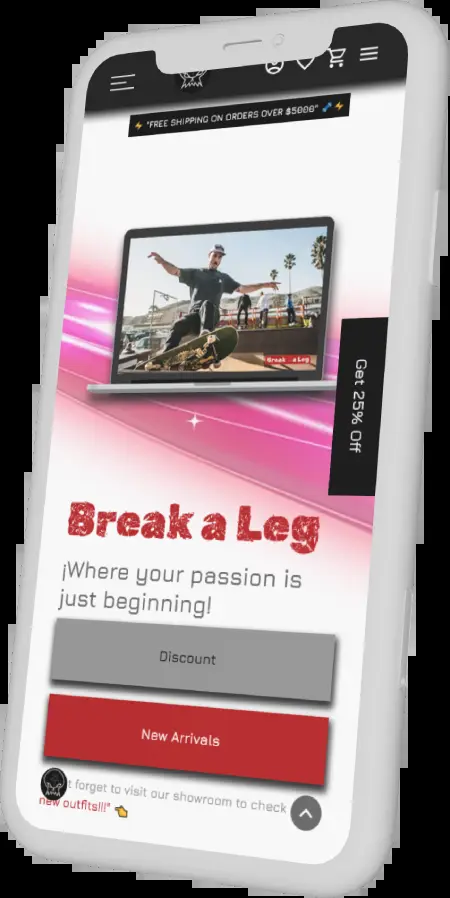 ⚡ "FREE SHIPPING ON ORDERS OVER $5000" 🦴⚡
Break a Leg
Get 25% Off
Break a Leg
¡Where your passion is
just beginning!
Discount
New Arrivals
t forget to visit our showroom to check
new outfits!!!" 👈